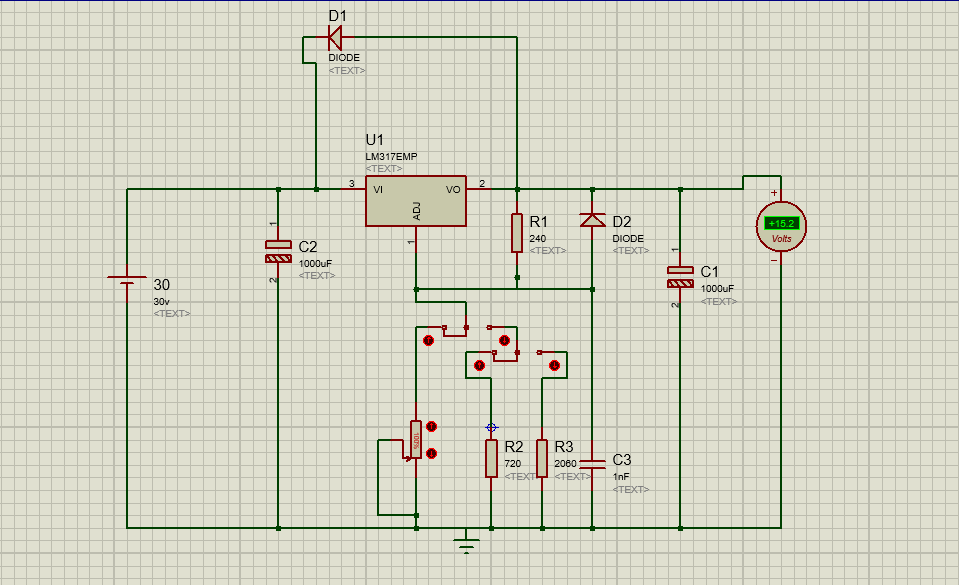 D1
DIODE
<TEXT>
U1
LM317EMP
<TEXT>
3
VI
VO
2
ADJ
1
R1
240
<TEXT>
D2
DIODE
<TEXT>
+
+15.2
Volts
1
C2
1000uF
<TEXT>
2
1
C1
1000uF
<TEXT>
2
30
30v
<TEXT>
100%
R2
720
<TEXT>
R3
2060
<TEXT>
C3
1nF
<TEXT>